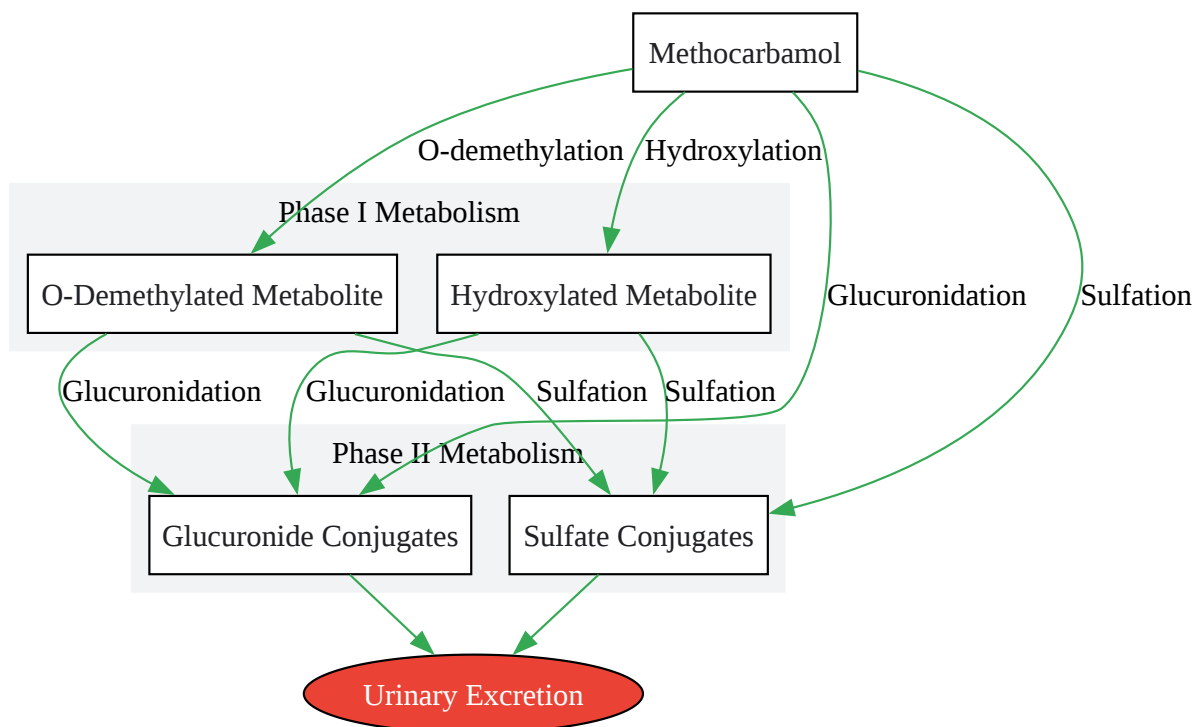 Methocarbamol
O-demethylation
Hydroxylation
Phase I Metabolism
O-Demethylated Metabolite
Hydroxylated Metabolite
Glucuronidation
Sulfation
Glucuronidation
Glucuronidation
Sulfation
Sulfation
Phase II Metabolism
Glucuronide Conjugates
Sulfate Conjugates
Urinary Excretion